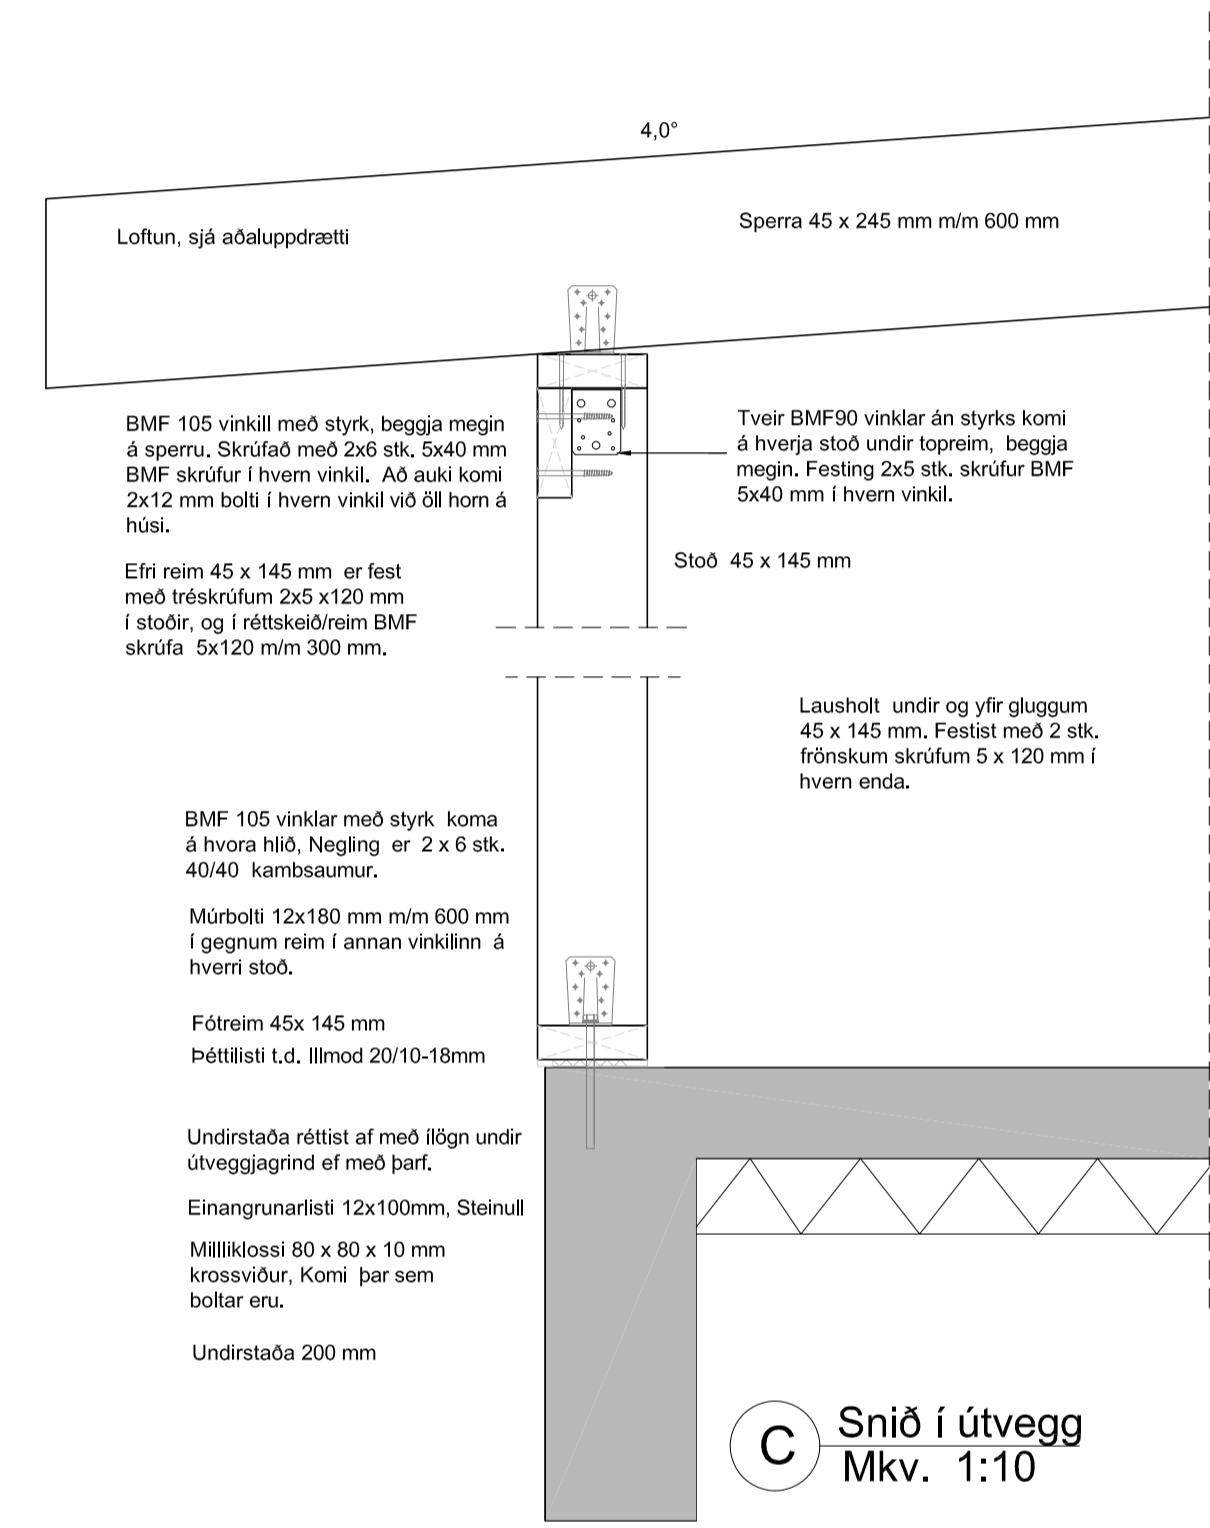 4,0°
Loftun, sjá aðaluppdrætti
Sperra 45 x 245 mm m/m 600 mm
BMF 105 vinkill með styrk, beggja megin
á sperru. Skrúfað með 2x6 stk. 5x40 mm
BMF skrúfur í hvern vinkil.  Að auki komi
2x12 mm bolti í hvern vinkil við öll horn á
húsi.
Tveir BMF90 vinklar án styrks komi
á hverja stoð undir topreim,  beggja
megin. Festing 2x5 stk. skrúfur BMF
5x40 mm í hvern vinkil.
Efri reim 45 x 145 mm  er fest
með tréskrúfum 2x5 x120 mm
í stoðir, og í réttskeið/reim BMF
skrúfa  5x120 m/m 300 mm.
Stoð  45 x 145 mm
Lausholt  undir og yfir gluggum
45 x 145 mm. Festist með 2 stk.
frönskum skrúfum 5 x 120 mm í
hvern enda.
BMF 105 vinklar með styrk  koma
á hvora hlið, Negling  er  2 x 6 stk.
40/40  kambsaumur.
Múrbolti 12x180 mm m/m 600 mm
í gegnum reim í annan vinkilinn  á
hverri stoð.
Fótreim 45x 145 mm
Þéttilisti t.d. Illmod 20/10-18mm
Undirstaða réttist af með ílögn undir
útveggjagrind ef með þarf.
Einangrunarlisti 12x100mm, Steinull
Millliklossi 80 x 80 x 10 mm
krossviður, Komi  þar sem
boltar eru.
Undirstaða 200 mm
C
Snið í útvegg
Mkv.  1:10